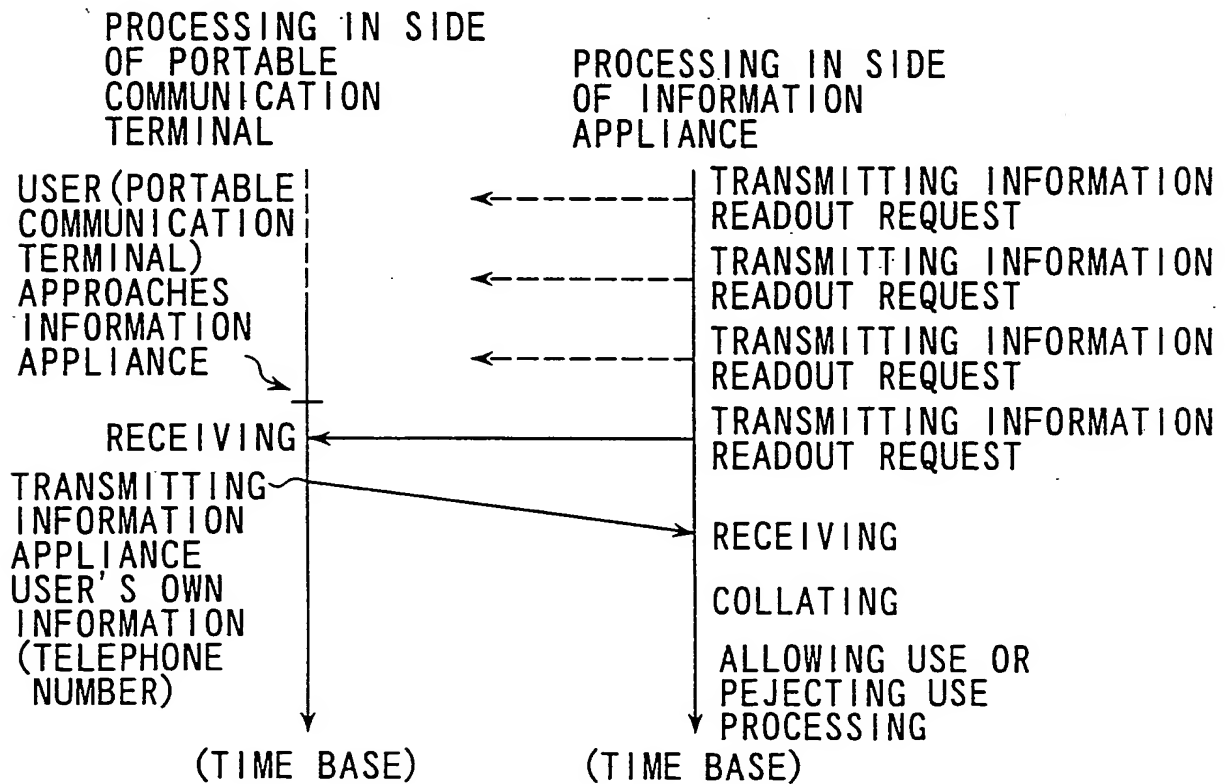 PROCESSING IN SIDE
OF PORTABLE
COMMUNICATION
TERMINAL
PROCESSING IN SIDE
OF INFORMATION
APPLIANCE
USER(PORTABLE
COMMUNICATION
TERMINAL)
APPROACHES
INFORMATION
APPLIANCE
TRANSMITTING INFORMATION
READOUT REQUEST
TRANSMITTING INFORMATION
READOUT REQUEST
TRANSMITTING INFORMATION
READOUT REQUEST
TRANSMITTING INFORMATION
READOUT REQUEST
RECEIVING
TRANSMITTING
INFORMATION
APPLIANCE
USER'S OWN
INFORMATION
(TELEPHONE
NUMBER)
RECEIVING
COLLATING
ALLOWING USE OR
PEJECTING USE
PROCESSING
(TIME BASE)
(TIME BASE)